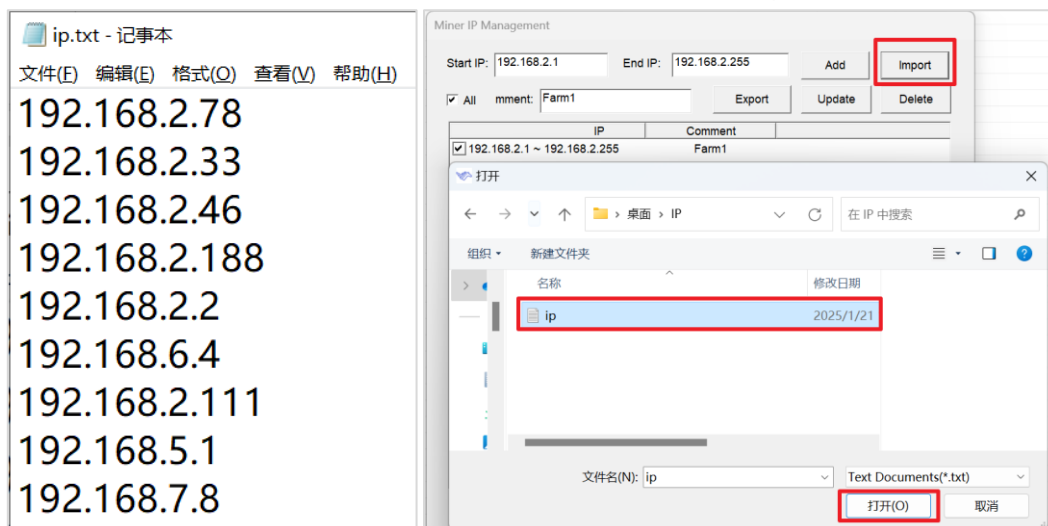 ip.txt - 记事本
文件(F) 编辑(E) 格式(O) 查看(V) 帮助(H)
192.168.2.78
192.168.2.33
192.168.2.46
192.168.2.188
192.168.2.2
192.168.6.4
192.168.2.111
192.168.5.1
192.168.7.8
Miner IP Management
Start IP: 192.168.2.1 End IP: 192.168.2.255 Add Import
All mment: Farm1 Export Update Delete
IP Comment
192.168.2.1 ~ 192.168.2.255 Farm1
打开
桌面 › IP 在 IP 中搜索
组织 新建文件夹
名称 修改日期
ip 2025/1/21
文件名(N): ip Text Documents(*.txt)
打开(O) 取消